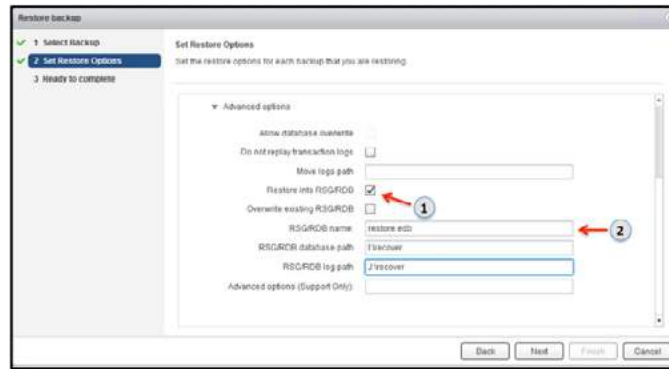 Restore backup
1 Select Backup
2 Set Restore Options
3 Ready to complete
Set Restore Options
Set the restore options for each backup that you are restoring.
Advanced options
Allow database overwrite
Do not replay transaction logs
Move logs path
Restore into RSG/RDB
1
Overwrite existing RSG/RDB
RSG/RDB name: restore.edb
2
RSG/RDB database path I:\recover
RSG/RDB log path J:\recover
Advanced options (Support Only):
Back Next Finish Cancel